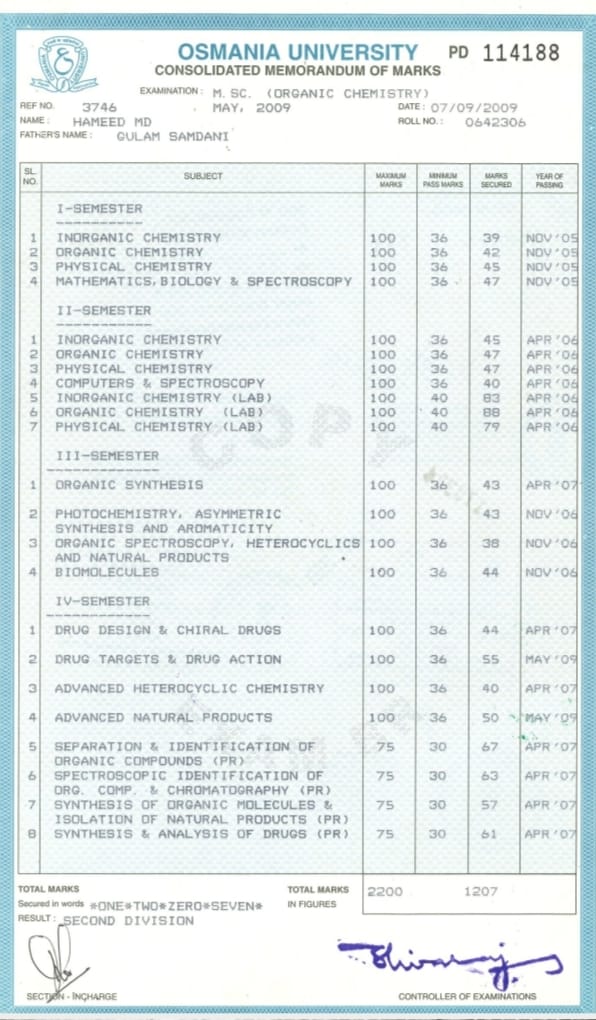 OSMANIA UNIVERSITY PD 114188
CONSOLIDATED MEMORANDUM OF MARKS
EXAMINATION : M.SC. (ORGANIC CHEMISTRY)
REF NO. 3746 MAY, 2009 DATE : 07/09/2009
NAME : HAMEED MD ROLL NO. : 0642306
FATHER'S NAME : GULAM SAMDANI
SL. NO. SUBJECT MAXIMUM MARKS MINIMUM PASS MARKS MARKS SECURED YEAR OF PASSING
I-SEMESTER
1 INORGANIC CHEMISTRY 100 36 39 NOV'05
2 ORGANIC CHEMISTRY 100 36 42 NOV'05
3 PHYSICAL CHEMISTRY 100 36 45 NOV'05
4 MATHEMATICS,BIOLOGY & SPECTROSCOPY 100 36 47 NOV'05
II-SEMESTER
1 INORGANIC CHEMISTRY 100 36 45 APR'06
2 ORGANIC CHEMISTRY 100 36 47 APR'06
3 PHYSICAL CHEMISTRY 100 36 47 APR'06
4 COMPUTERS & SPECTROSCOPY 100 36 40 APR'06
5 INORGANIC CHEMISTRY (LAB) 100 40 83 APR'06
6 ORGANIC CHEMISTRY (LAB) 100 40 88 APR'06
7 PHYSICAL CHEMISTRY (LAB) 100 40 79 APR'06
COPY
III-SEMESTER
1 ORGANIC SYNTHESIS 100 36 43 APR'07
2 PHOTOCHEMISTRY, ASYMMETRIC 100 36 43 NOV'06
SYNTHESIS AND AROMATICITY
3 ORGANIC SPECTROSCOPY, HETEROCYCLICS 100 36 38 NOV'06
AND NATURAL PRODUCTS
4 BIOMOLECULES 100 36 44 NOV'06
IV-SEMESTER
1 DRUG DESIGN & CHIRAL DRUGS 100 36 44 APR'07
2 DRUG TARGETS & DRUG ACTION 100 36 55 MAY'09
3 ADVANCED HETEROCYCLIC CHEMISTRY 100 36 40 APR'07
4 ADVANCED NATURAL PRODUCTS 100 36 50 MAY'09
5 SEPARATION & IDENTIFICATION OF 75 30 67 APR'07
ORGANIC COMPOUNDS (PR)
6 SPECTROSCOPIC IDENTIFICATION OF 75 30 63 APR'07
ORG. COMP. & CHROMATOGRAPHY (PR)
7 SYNTHESIS OF ORGANIC MOLECULES & 75 30 57 APR'07
ISOLATION OF NATURAL PRODUCTS (PR)
8 SYNTHESIS & ANALYSIS OF DRUGS (PR) 75 30 61 APR'07
TOTAL MARKS TOTAL MARKS 2200 1207
Secured in words *ONE*TWO*ZERO*SEVEN* IN FIGURES
RESULT : SECOND DIVISION
SECTION - INCHARGE CONTROLLER OF EXAMINATIONS